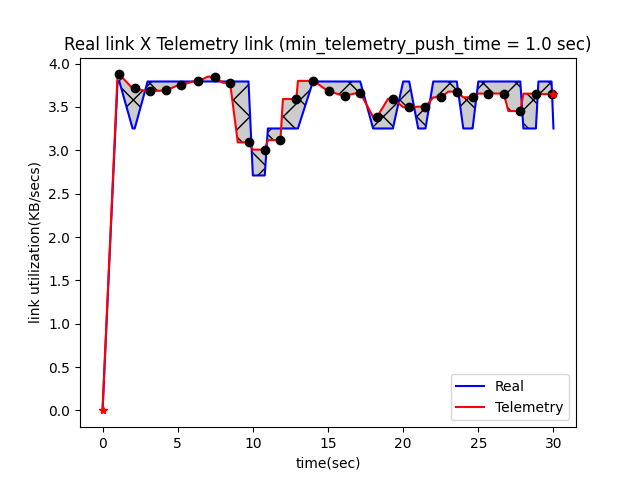 Real link X Telemetry link (min_telemetry_push_time = 1.0 sec)
4.0
3.5
3.0
2.5
2.0
1.5
1.0
0.5
0.0
link utilization(KB/secs)
0 5 10 15 20 25 30
time(sec)
Real
Telemetry